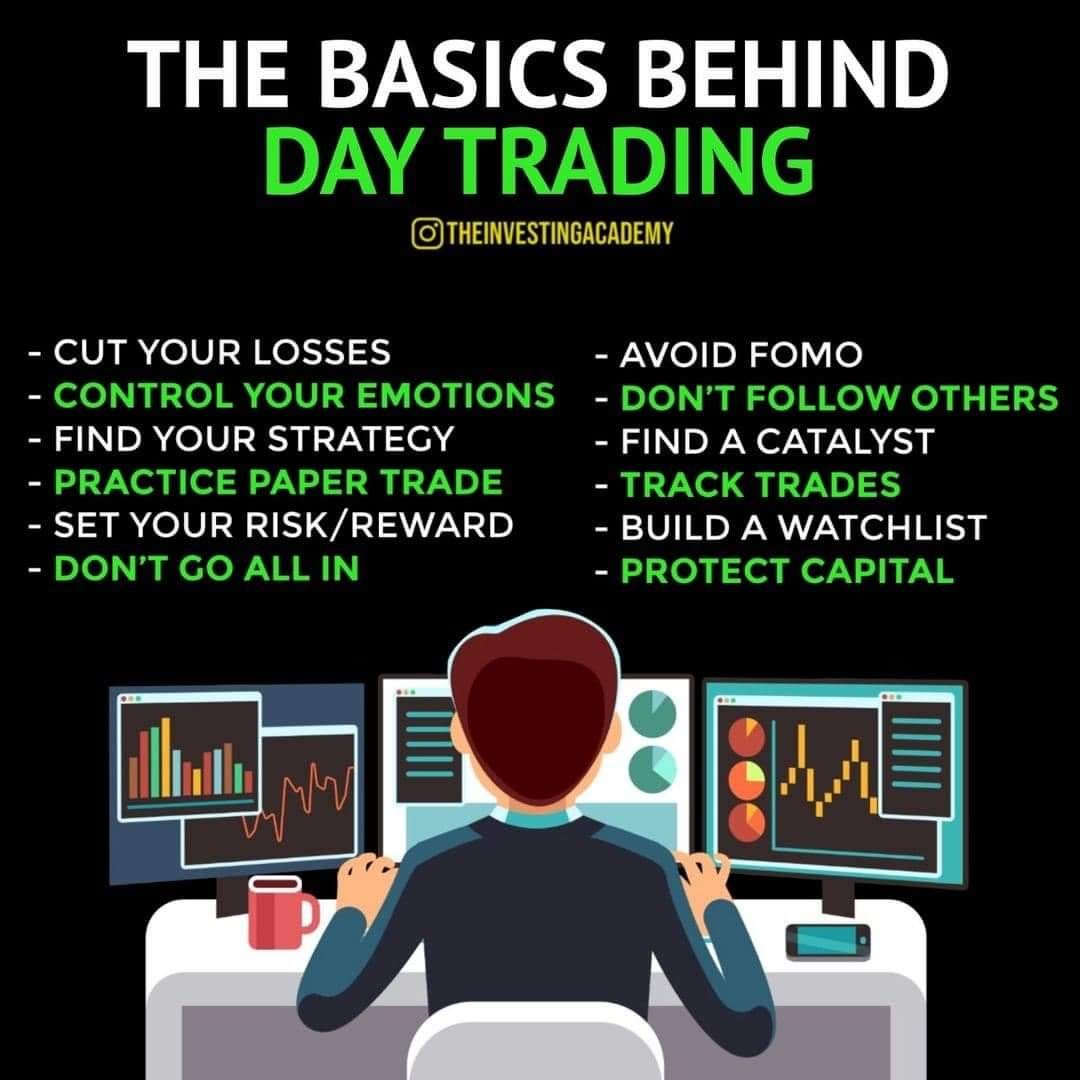 THE BASICS BEHIND
DAY TRADING
THEINVESTINGACADEMY
- CUT YOUR LOSSES
- CONTROL YOUR EMOTIONS
- FIND YOUR STRATEGY
- PRACTICE PAPER TRADE
- SET YOUR RISK/REWARD
- DON'T GO ALL IN
- AVOID FOMO
- DON'T FOLLOW OTHERS
- FIND A CATALYST
- TRACK TRADES
- BUILD A WATCHLIST
- PROTECT CAPITAL